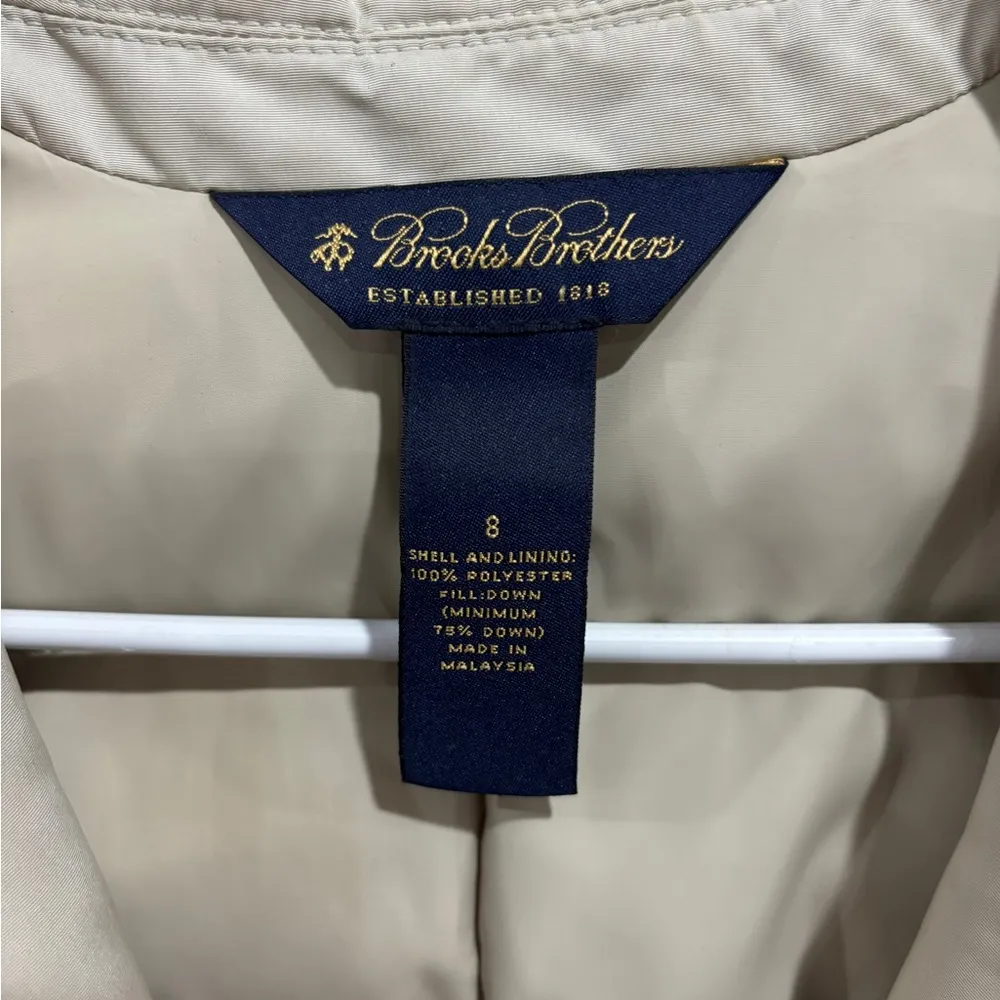 Brooks Brothers
ESTABLISHED 1818
8
SHELL AND LINING:
100% POLYESTER
FILL:DOWN
(MINIMUM
75% DOWN)
MADE IN
MALAYSIA